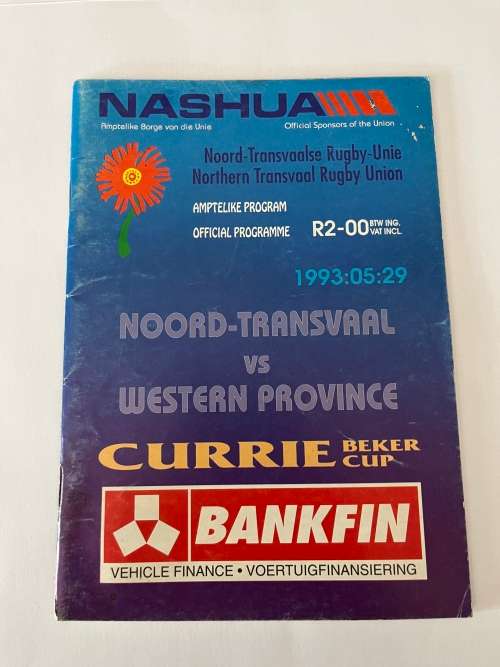 NASHUA
Amptelike Borge van die Unie Official Sponsors of the Union
Noord-Transvaalse Rugby-Unie
Northern Transvaal Rugby Union
AMPTELIKE PROGRAM
OFFICIAL PROGRAMME R2-00 BTW ING. VAT INCL.
1993:05:29
NOORD-TRANSVAAL
VS
WESTERN PROVINCE
CURRIE BEKER CUP
BANKFIN
VEHICLE FINANCE • VOERTUIGFINANSIERING